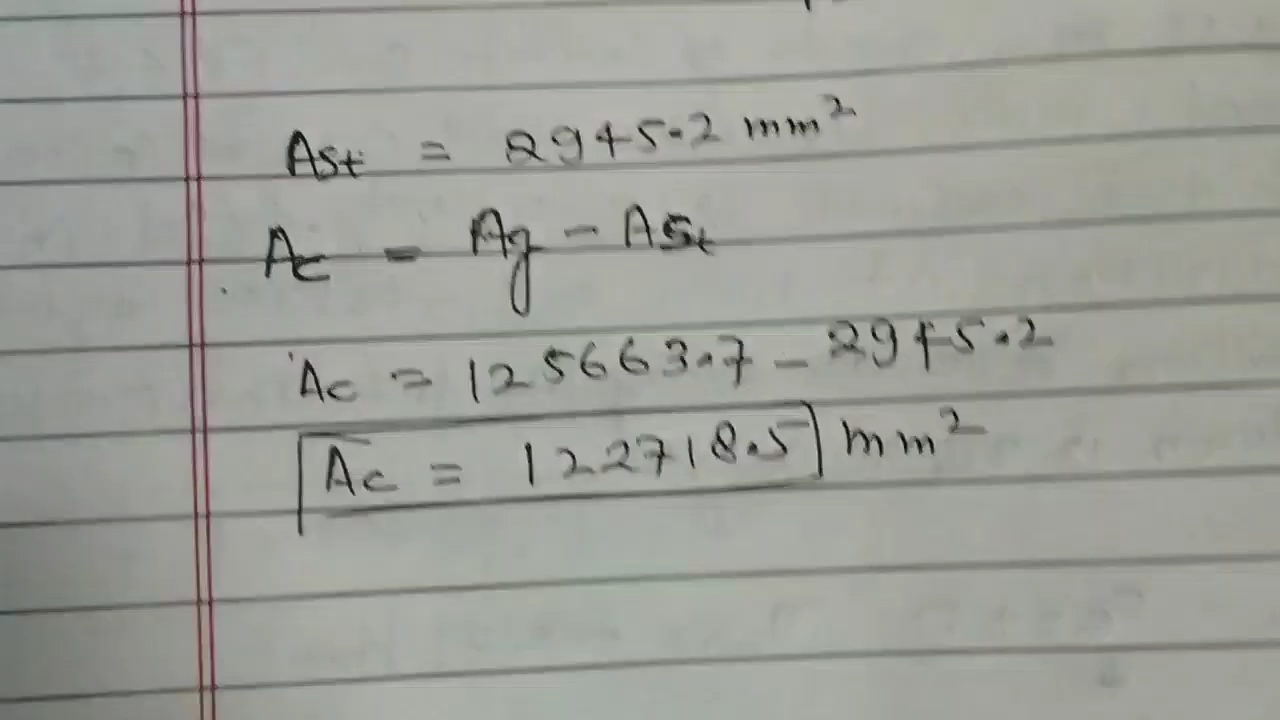 Ast = 2945.2 mm²
Ac = Ag - Ast
Ac = 125663.7 - 2945.2
Ac = 122718.5 mm²